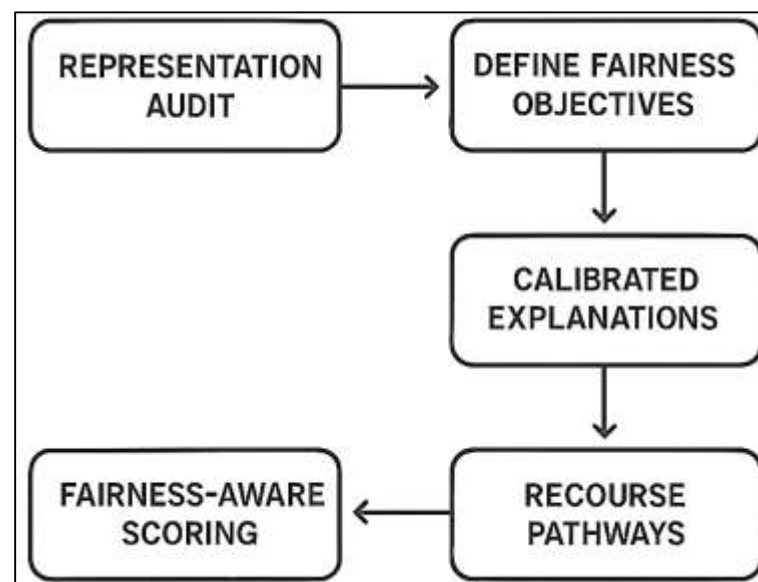 REPRESENTATION
AUDIT
DEFINE FAIRNESS
OBJECTIVES
CALIBRATED
EXPLANATIONS
RECOURSE
PATHWAYS
FAIRNESS-AWARE
SCORING